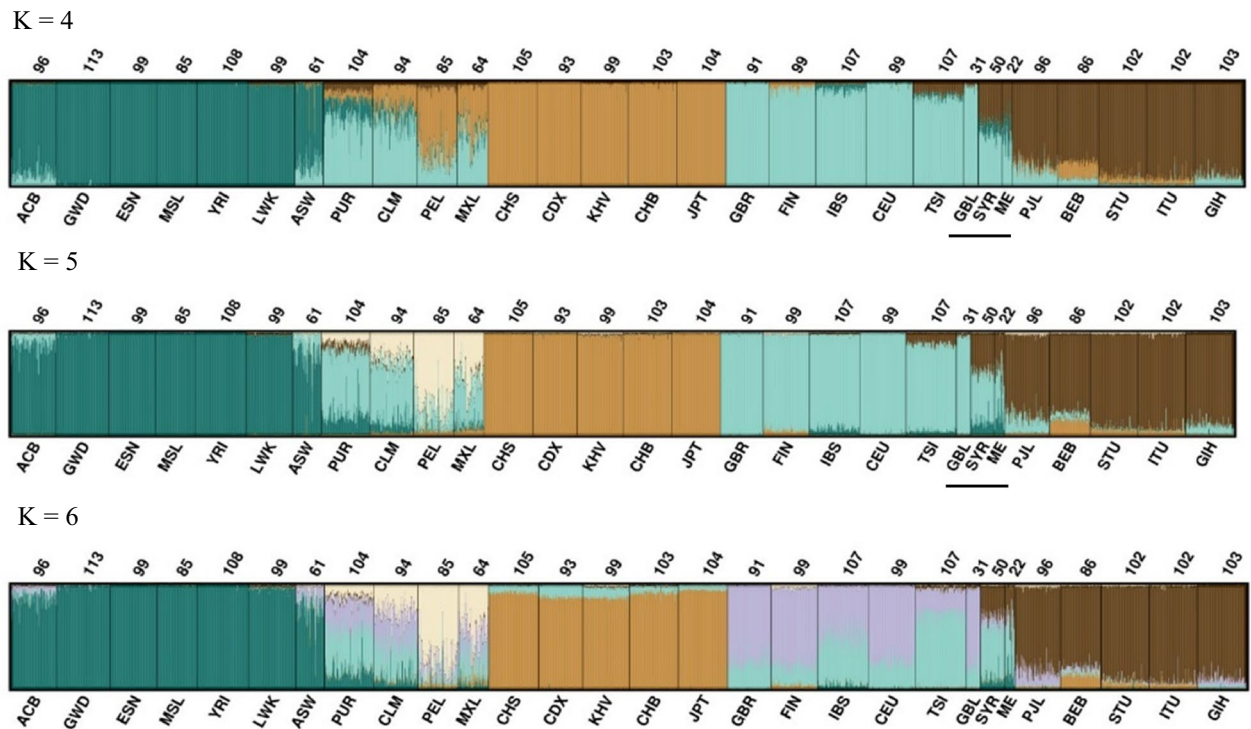 K = 4
96 113 99 85 108 99 61 104 94 85 64 105 93 99 103 104 91 99 107 99 107 31 50 22 96 86 102 102 103
ACB GWD ESN MSL YRI LWK ASW PUR CLM PEL MXL CHS CDX KHV CHB JPT GBR FIN IBS CEU TSI GBL SYR ME PJL BEB STU ITU GIH
K = 5
96 113 99 85 108 99 61 104 94 85 64 105 93 99 103 104 91 99 107 99 107 31 50 22 96 86 102 102 103
ACB GWD ESN MSL YRI LWK ASW PUR CLM PEL MXL CHS CDX KHV CHB JPT GBR FIN IBS CEU TSI GBL SYR ME PJL BEB STU ITU GIH
K = 6
96 113 99 85 108 99 61 104 94 85 64 105 93 99 103 104 91 99 107 99 107 31 50 22 96 86 102 102 103
ACB GWD ESN MSL YRI LWK ASW PUR CLM PEL MXL CHS CDX KHV CHB JPT GBR FIN IBS CEU TSI GBL SYR ME PJL BEB STU ITU GIH